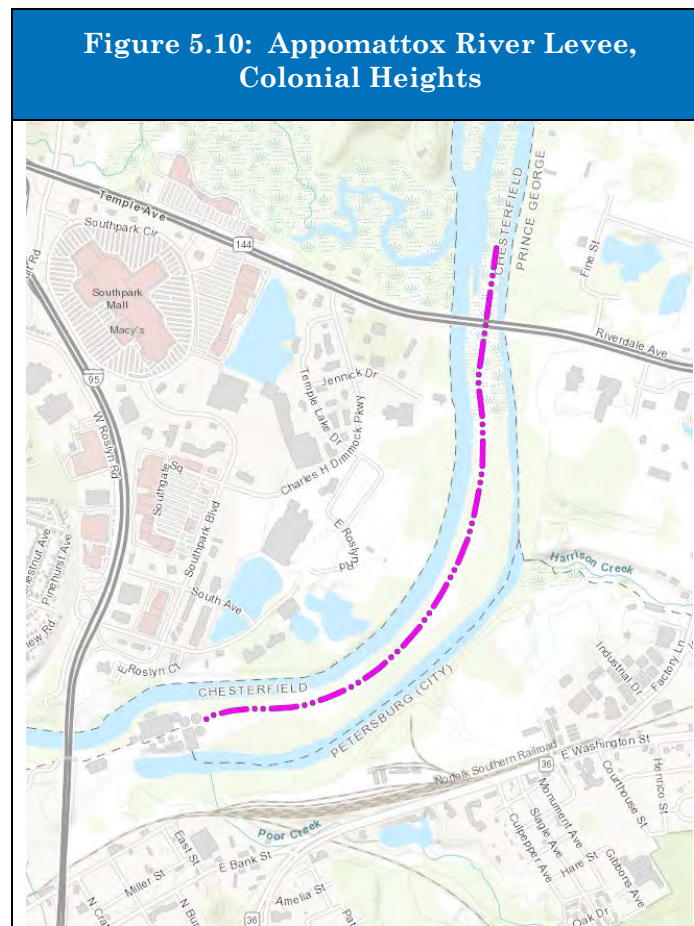 Figure 5.10: Appomattox River Levee,
Colonial Heights
Temple Ave
Southpark Cir
144
CHESTERFIELD
PRINCE GEORGE
Fine St
Southpark
Mall
Macy's
Riverdale Ave
95
W Roslyn Rd
Jennick Dr
Temple Lake Dr
Charles H Dimmock Pkwy
Southgate Sq
Southpark Blvd
E Roslyn Rd
Harrison Creek
Pinehurst Ave
South Ave
E Roslyn Ct
CHESTERFIELD
PETERSBURG (CITY)
Industrial Dr
Factory Ln
Norfolk Southern Railroad
E Washington St
36
Monument Ave
Slagle Ave
Culpepper Ave
Courthouse St
Henrico St
Hare St
Gibbons Ave
Poor Creek
East St
E Bank St
Miller St
Amelia St
36
Oak Dr